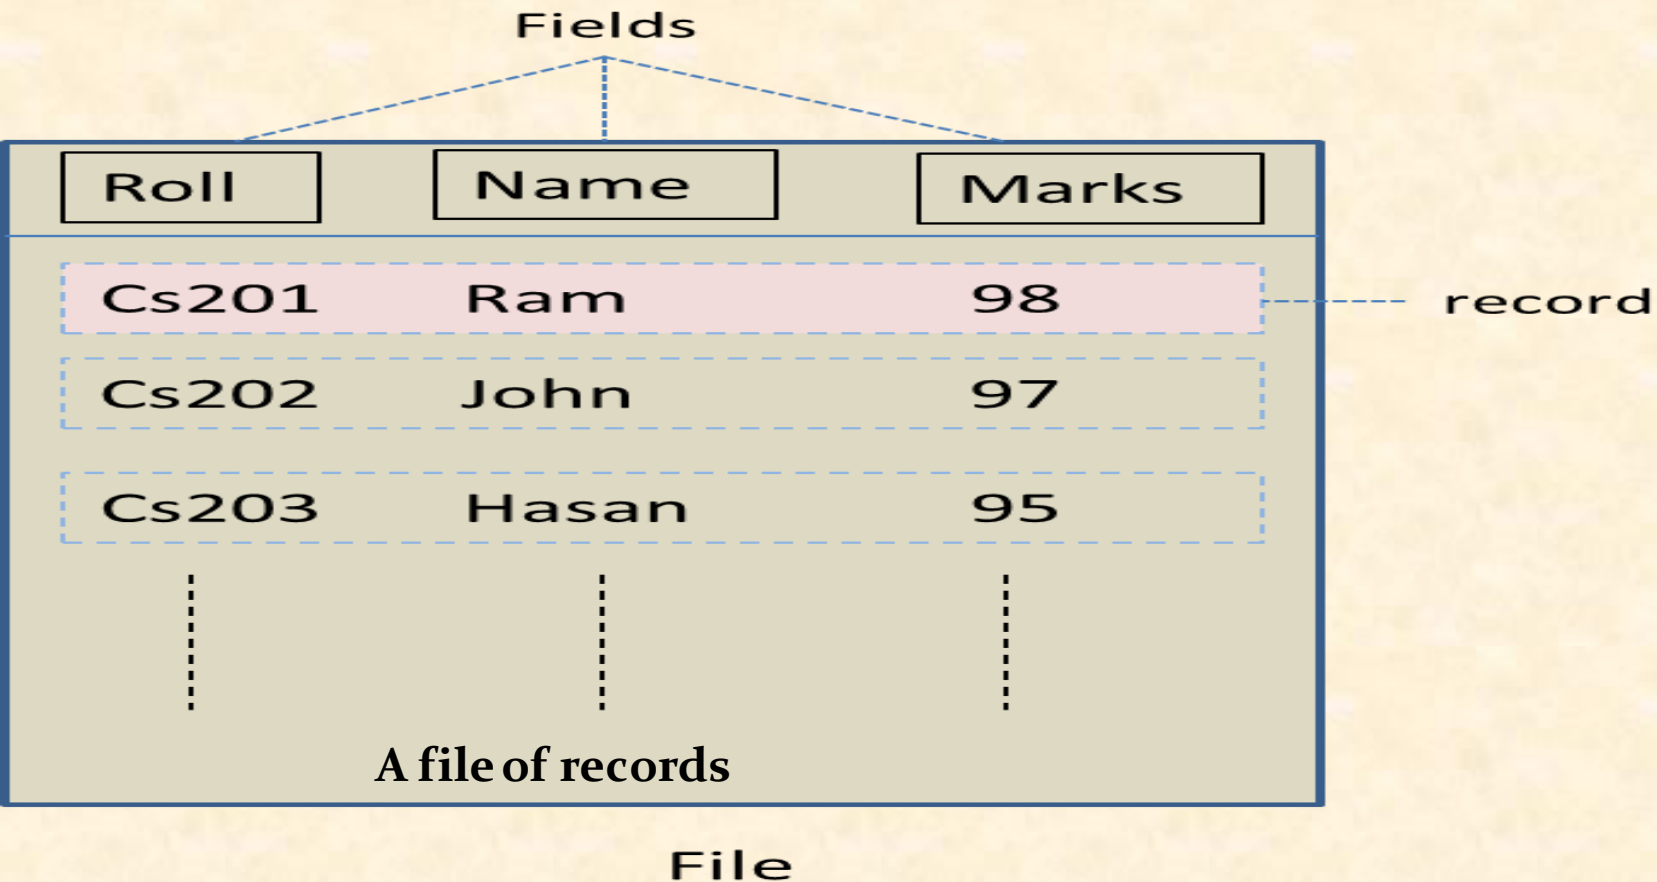 Fields
Roll Name Marks
Cs201 Ram 98 record
Cs202 John 97
Cs203 Hasan 95
A file of records
File